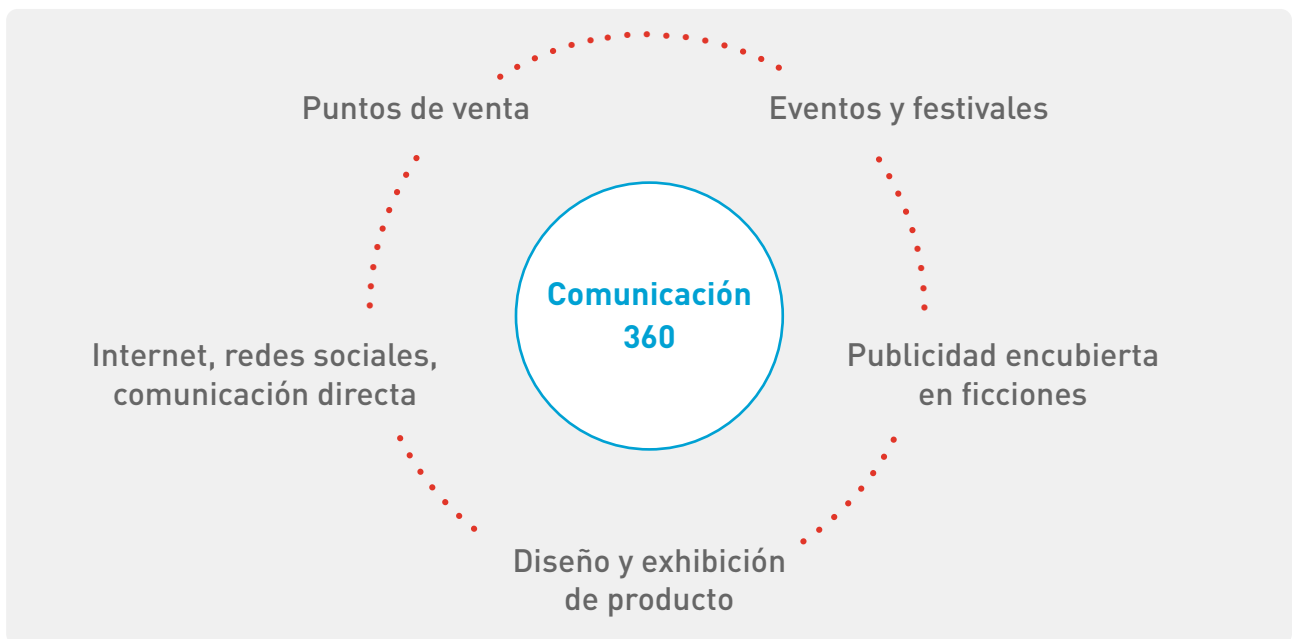 Puntos de venta
Eventos y festivales
Comunicación
360
Internet, redes sociales,
comunicación directa
Publicidad encubierta
en ficciones
Diseño y exhibición
de producto